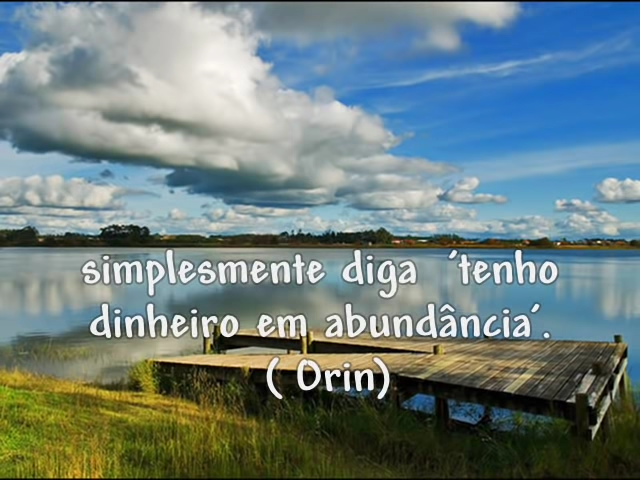 simplesmente diga ´tenho
dinheiro em abundância´.
( Orin)